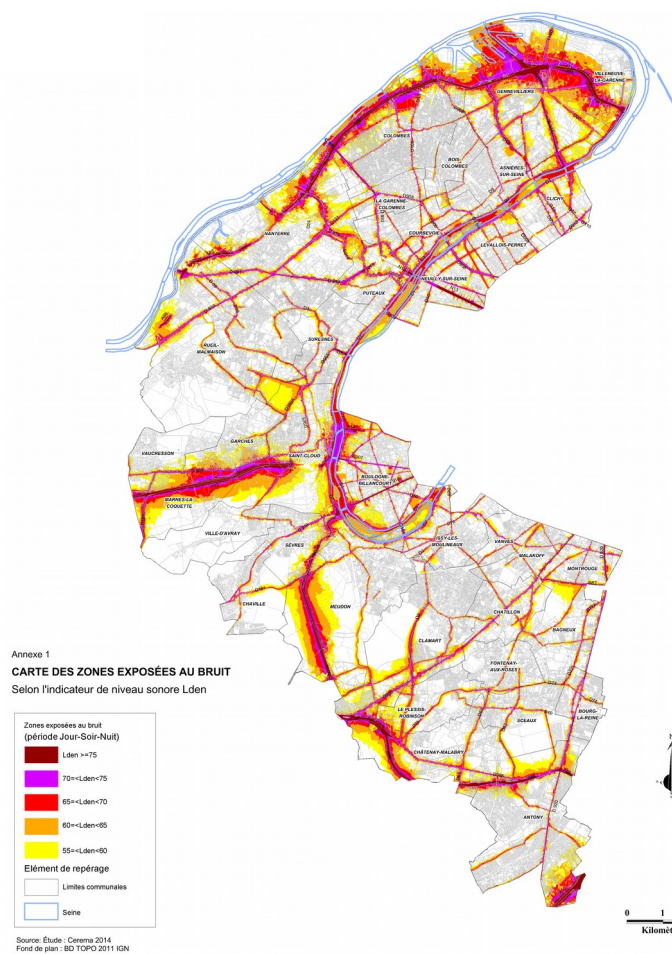 VILLENEUVE-
LA-GARENNE
GENNEVILLIERS
COLOMBES
BOIS-
COLOMBES
ASNIERES-
SUR-SEINE
CLICHY
LA GARENNE-
COLOMBES
COURBEVOIE
LEVALLOIS-PERRET
NANTERRE
NEUILLY-SUR-SEINE
PUTEAUX
SURESNES
RUEIL-
MALMAISON
GARCHES
VAUCRESSON
SAINT-CLOUD
MARNES-LA
COQUETTE
BOULOGNE-
BILLANCOURT
VILLE-D'AVRAY
SEVRES
ISSY-LES-
MOULINEAUX
VANVES
MALAKOFF
MONTROUGE
CHAVILLE
MEUDON
CHATILLON
BAGNEUX
CLAMART
FONTENAY-
AUX-ROSES
LE PLESSIS-
ROBINSON
SCEAUX
BOURG-
LA-REINE
CHÂTENAY-MALABRY
ANTONY
Annexe 1
CARTE DES ZONES EXPOSÉES AU BRUIT
Selon l'indicateur de niveau sonore Lden
Zones exposées au bruit
(période Jour-Soir-Nuit)
Lden >=75
70=<Lden<75
65=<Lden<70
60=<Lden<65
55=<Lden<60
Elément de repérage
Limites communales
Seine
Source: Étude : Cerema 2014
Fond de plan : BD TOPO 2011 IGN
0 1
Kilomèt